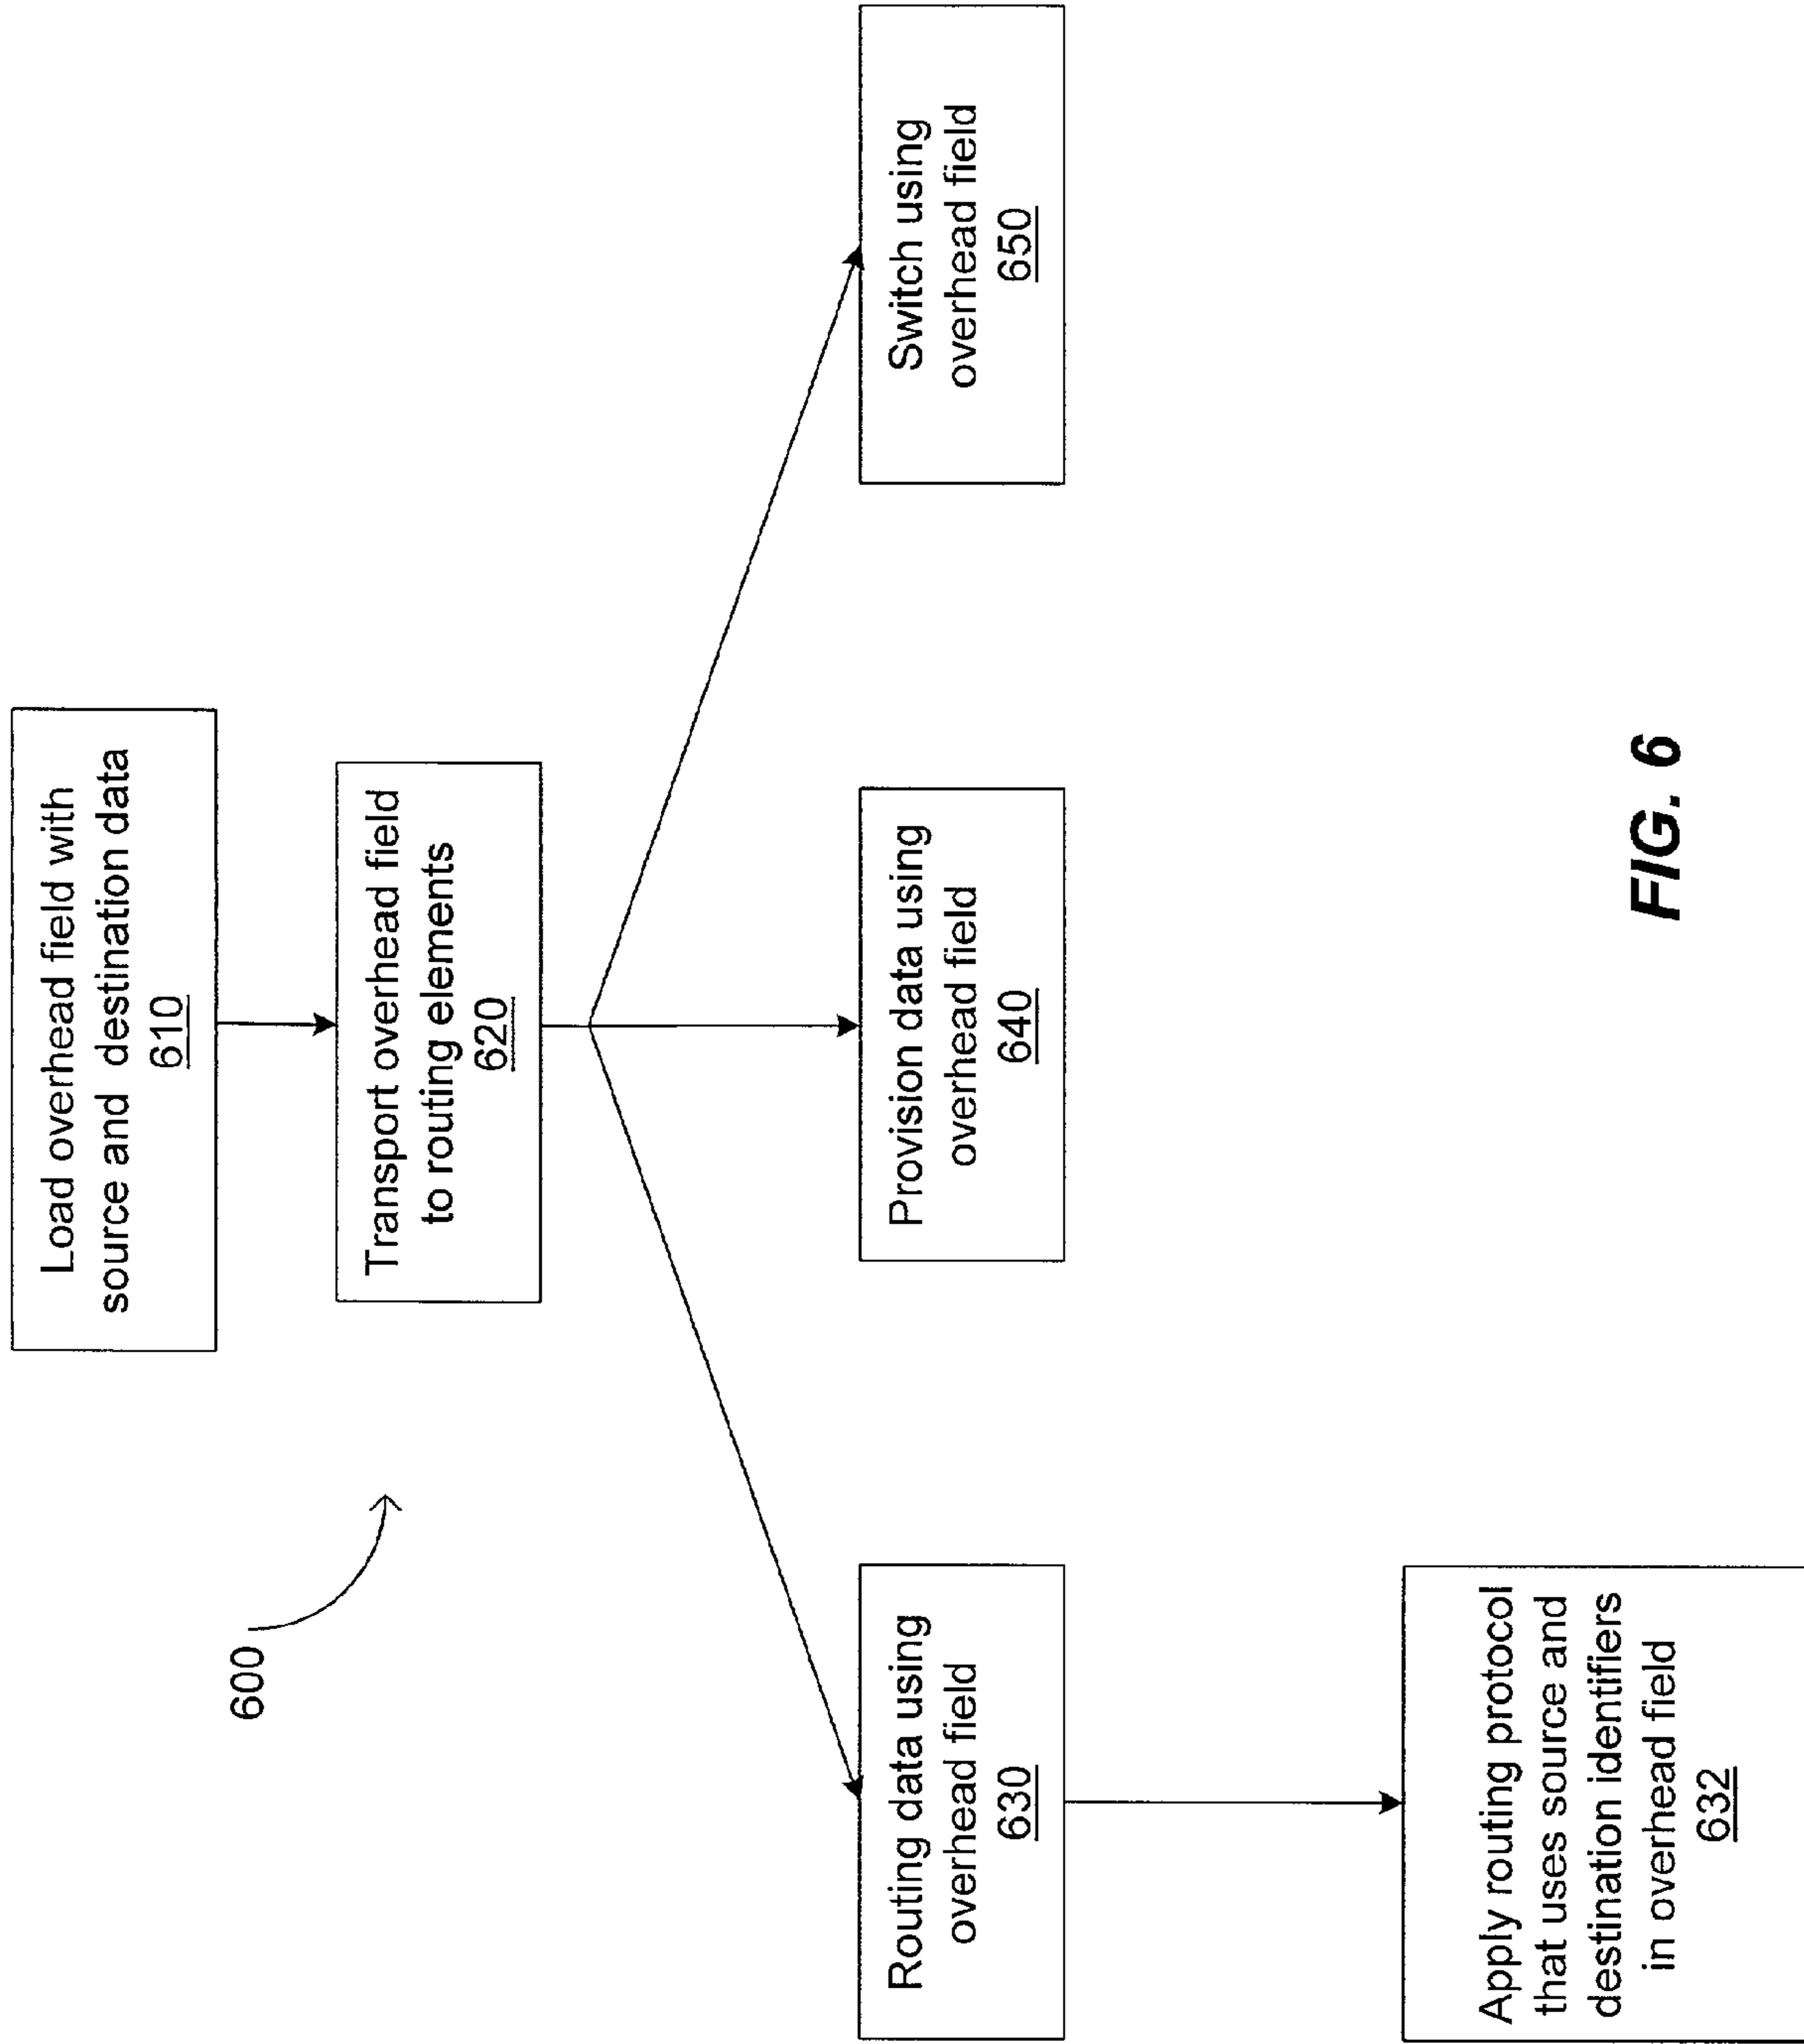 Load overhead field with
source and destination data
610
600
Transport overhead field
to routing elements
620
Routing data using
overhead field
630
Provision data using
overhead field
640
Switch using
overhead field
650
Apply routing protocol
that uses source and
destination identifiers
in overhead field
632
FIG. 6